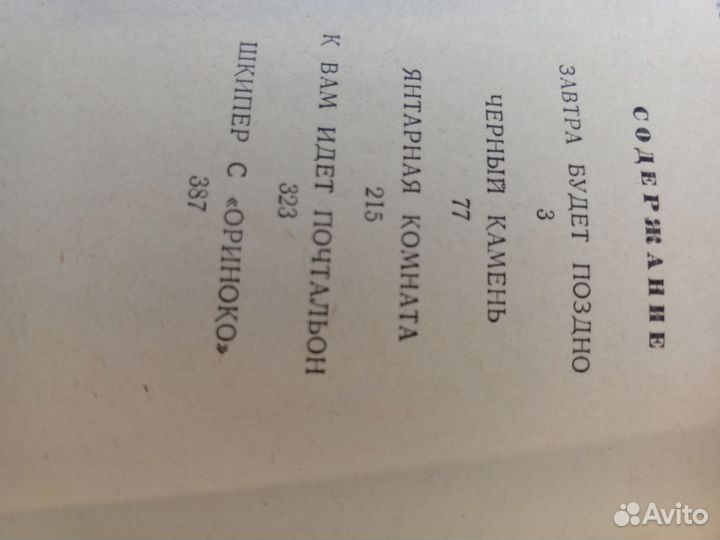 СОДЕРЖАНИЕ
ЗАВТРА БУДЕТ ПОЗДНО
3
ЧЕРНЫЙ КАМЕНЬ
77
ЯНТАРНАЯ КОМНАТА
215
К ВАМ ИДЕТ ПОЧТАЛЬОН
323
ШКИПЕР С «ОРИНОКО»
387
Avito